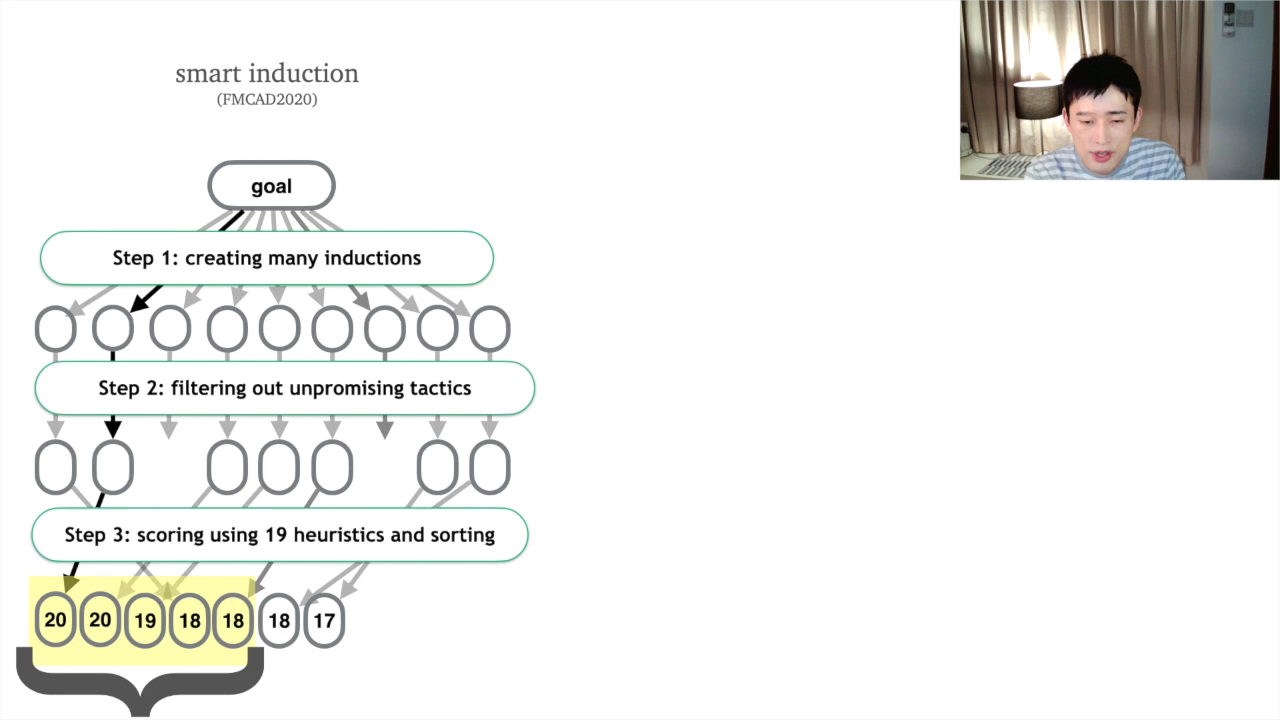 smart induction
(FMCAD2020)
goal
Step 1: creating many inductions
Step 2: filtering out unpromising tactics
Step 3: scoring using 19 heuristics and sorting
20 20 19 18 18 18 17